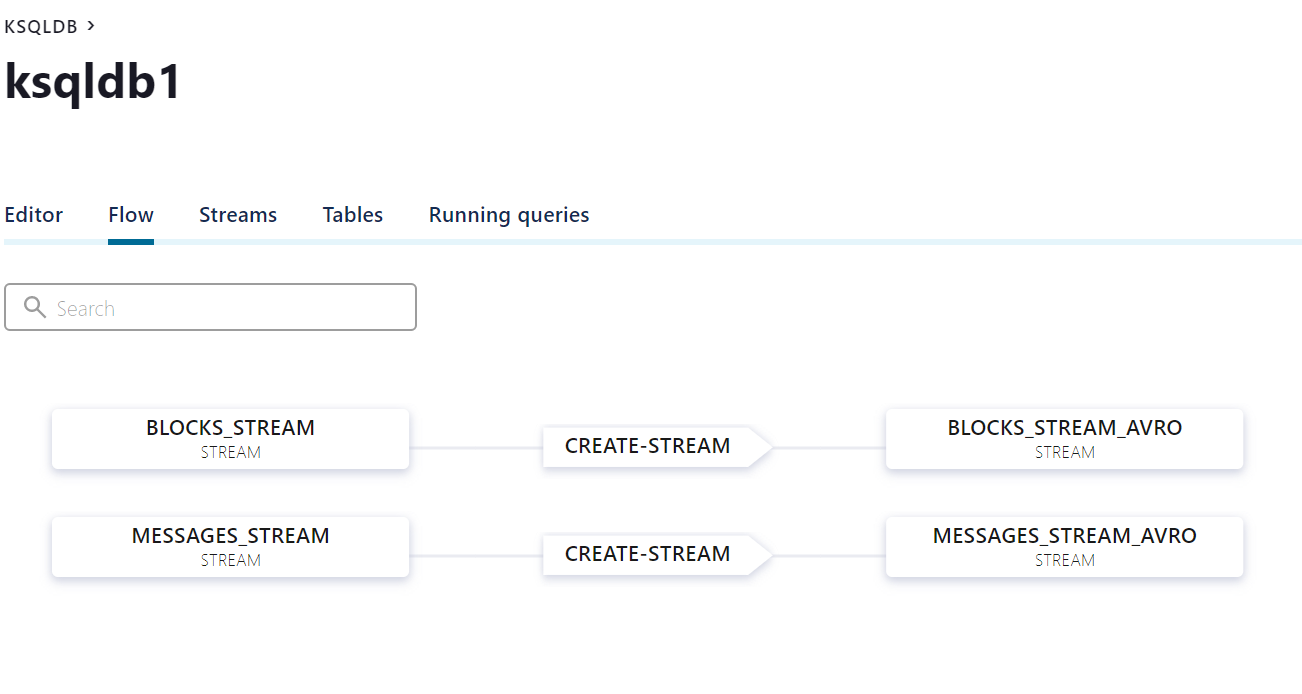 KSQLDB >
ksqldb1
Editor Flow Streams Tables Running queries
Search
BLOCKS_STREAM
STREAM
CREATE-STREAM
BLOCKS_STREAM_AVRO
STREAM
MESSAGES_STREAM
STREAM
CREATE-STREAM
MESSAGES_STREAM_AVRO
STREAM